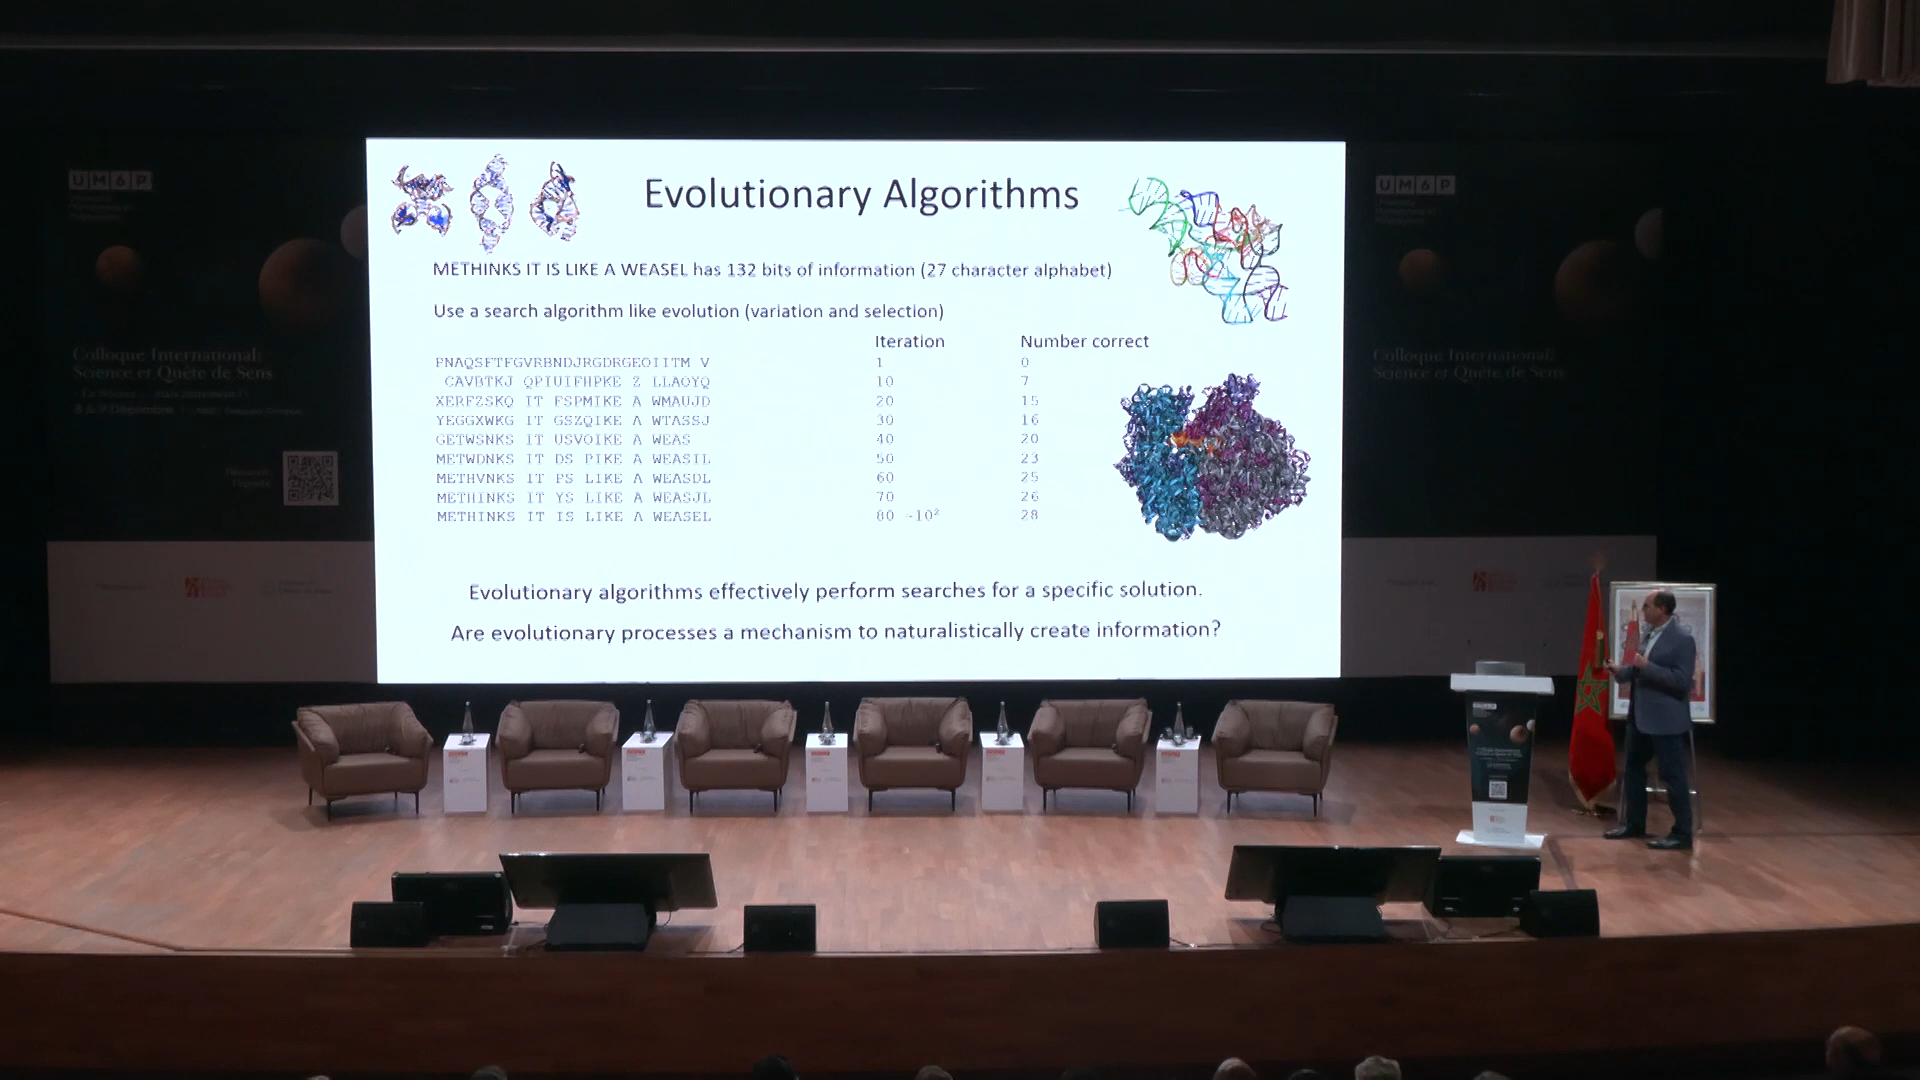 UM6P
UM6P
Evolutionary Algorithms
METHINKS IT IS LIKE A WEASEL has 132 bits of information (27 character alphabet)
Use a search algorithm like evolution (variation and selection)
Iteration Number correct
PNAQSFTFGVRBNDJRGDRGEOIITM V 1 0
CAVBTKJ QPIUIFHPKE Z LLAOYQ 10 7
XERFZSKQ IT FSPMIKE A WMAUJD 20 15
YEGGXWKG IT GSZQIKE A WTASSJ 30 16
GETWSNKS IT USVOIKE A WEAS 40 20
METWDNKS IT DS PIKE A WEASIL 50 23
METHVNKS IT PS LIKE A WEASDL 60 25
METHINKS IT YS LIKE A WEASJL 70 26
METHINKS IT IS LIKE A WEASEL 80 ~10² 28
Evolutionary algorithms effectively perform searches for a specific solution.
Are evolutionary processes a mechanism to naturalistically create information?
Colloque International:
Science et Quête de Sens
Colloque International:
Science et Quête de Sens